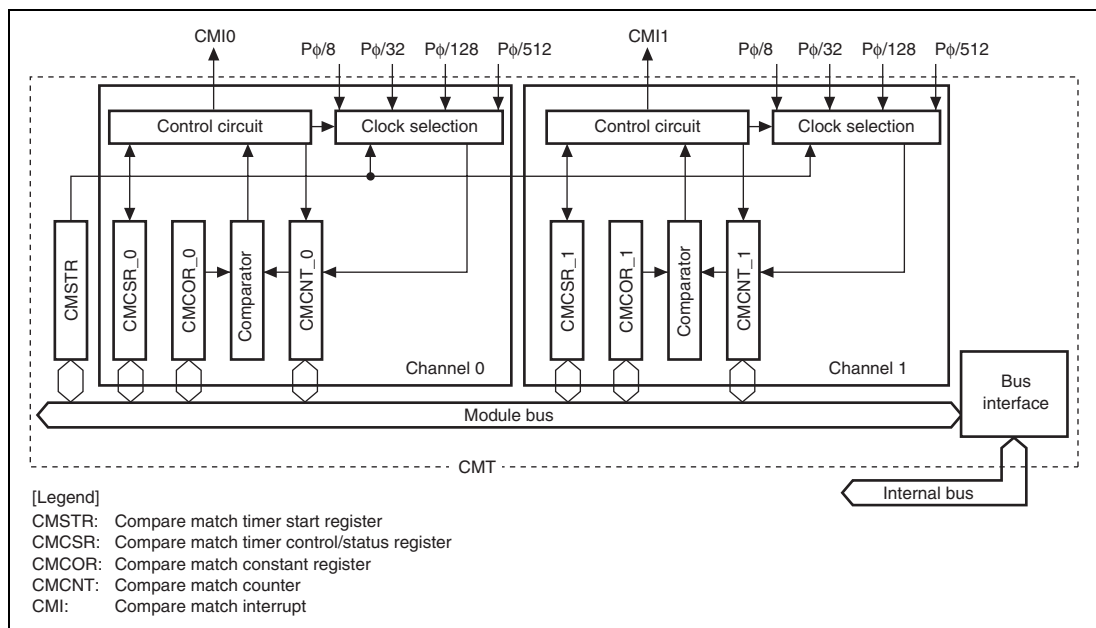 CMI0 Pϕ/8 Pϕ/32 Pϕ/128 Pϕ/512 CMI1 Pϕ/8 Pϕ/32 Pϕ/128 Pϕ/512
Control circuit Clock selection Control circuit Clock selection
CMSTR
CMCSR_0
CMCOR_0
Comparator
CMCNT_0
CMCSR_1
CMCOR_1
Comparator
CMCNT_1
Channel 0 Channel 1
Bus
interface
Module bus
CMT
Internal bus
[Legend]
CMSTR: Compare match timer start register
CMCSR: Compare match timer control/status register
CMCOR: Compare match constant register
CMCNT: Compare match counter
CMI: Compare match interrupt